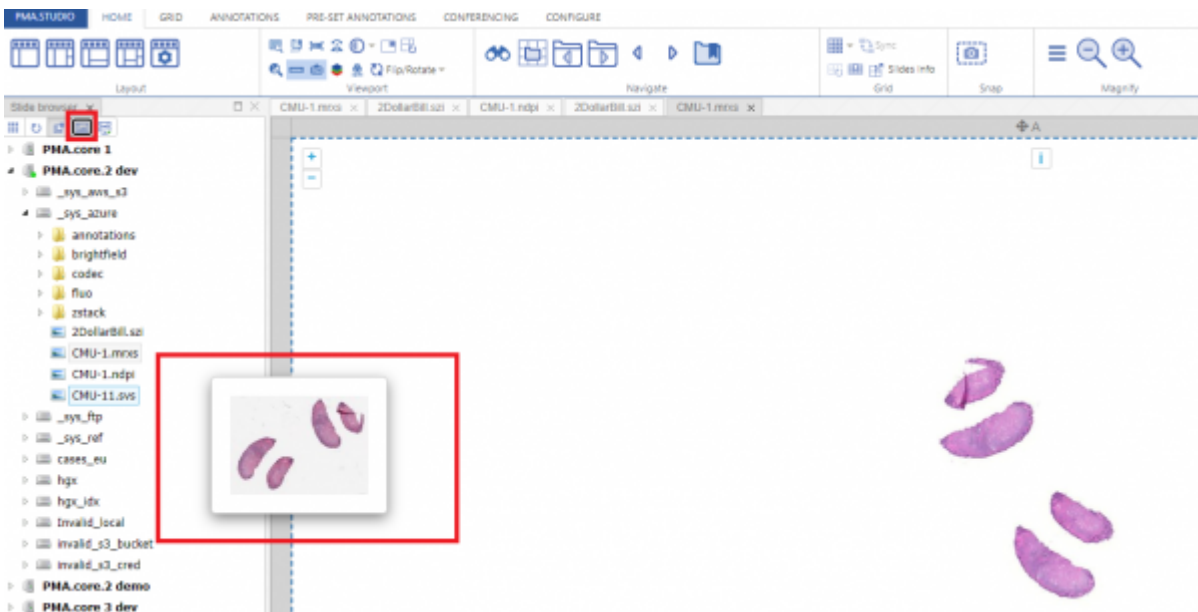 PMA.STUDIO HOME GRID ANNOTATIONS PRE-SET ANNOTATIONS CONFERENCING CONFIGURE
Flip/Rotate
Sync
Slides info
Layout Viewport Navigate Grid Snap Magnify
Slide browser x
CMU-1.mrxs x 2DollarBill.szi x CMU-1.ndpi x 2DollarBill.szi x CMU-1.mrxs x
A
PMA.core 1
PMA.core.2 dev
_sys_aws_s3
_sys_azure
annotations
brightfield
codec
fluo
zstack
2DollarBill.szi
CMU-1.mrxs
CMU-1.ndpi
CMU-11.svs
_sys_ftp
_sys_ref
cases_eu
hgx
hgx_idx
Invalid_local
invalid_s3_bucket
invalid_s3_cred
PMA.core.2 demo
PMA.core 3 dev